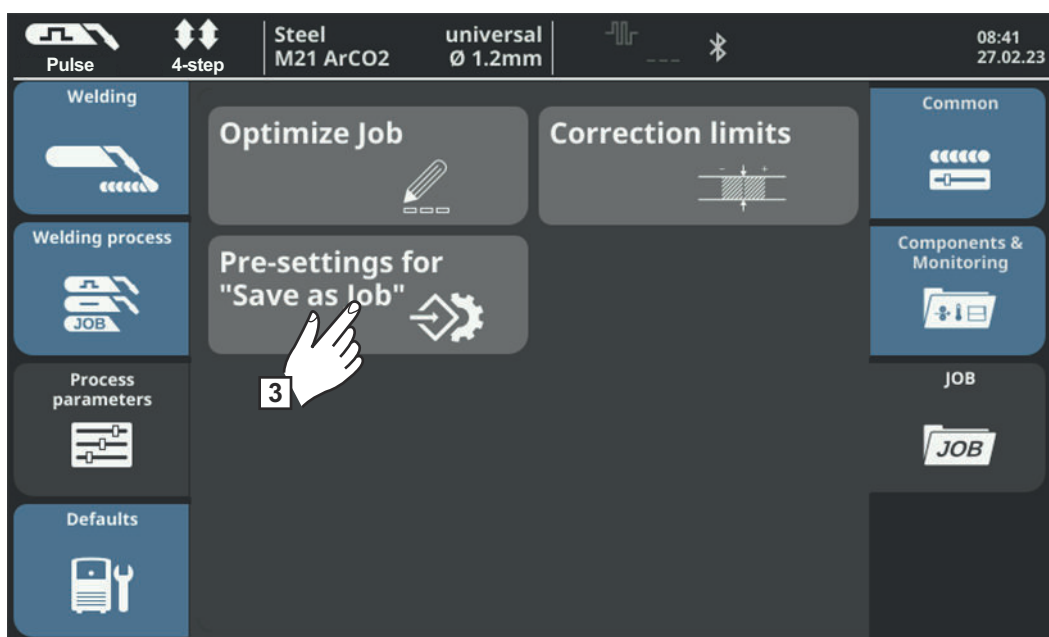 Pulse
4-step
Steel universal
M21 ArCO2 Ø 1.2mm
---
08:41
27.02.23
Welding
Welding process
JOB
Process
parameters
Defaults
Optimize Job
Correction limits
- +
Pre-settings for
"Save as Job"
3
Common
Components &
Monitoring
JOB
JOB